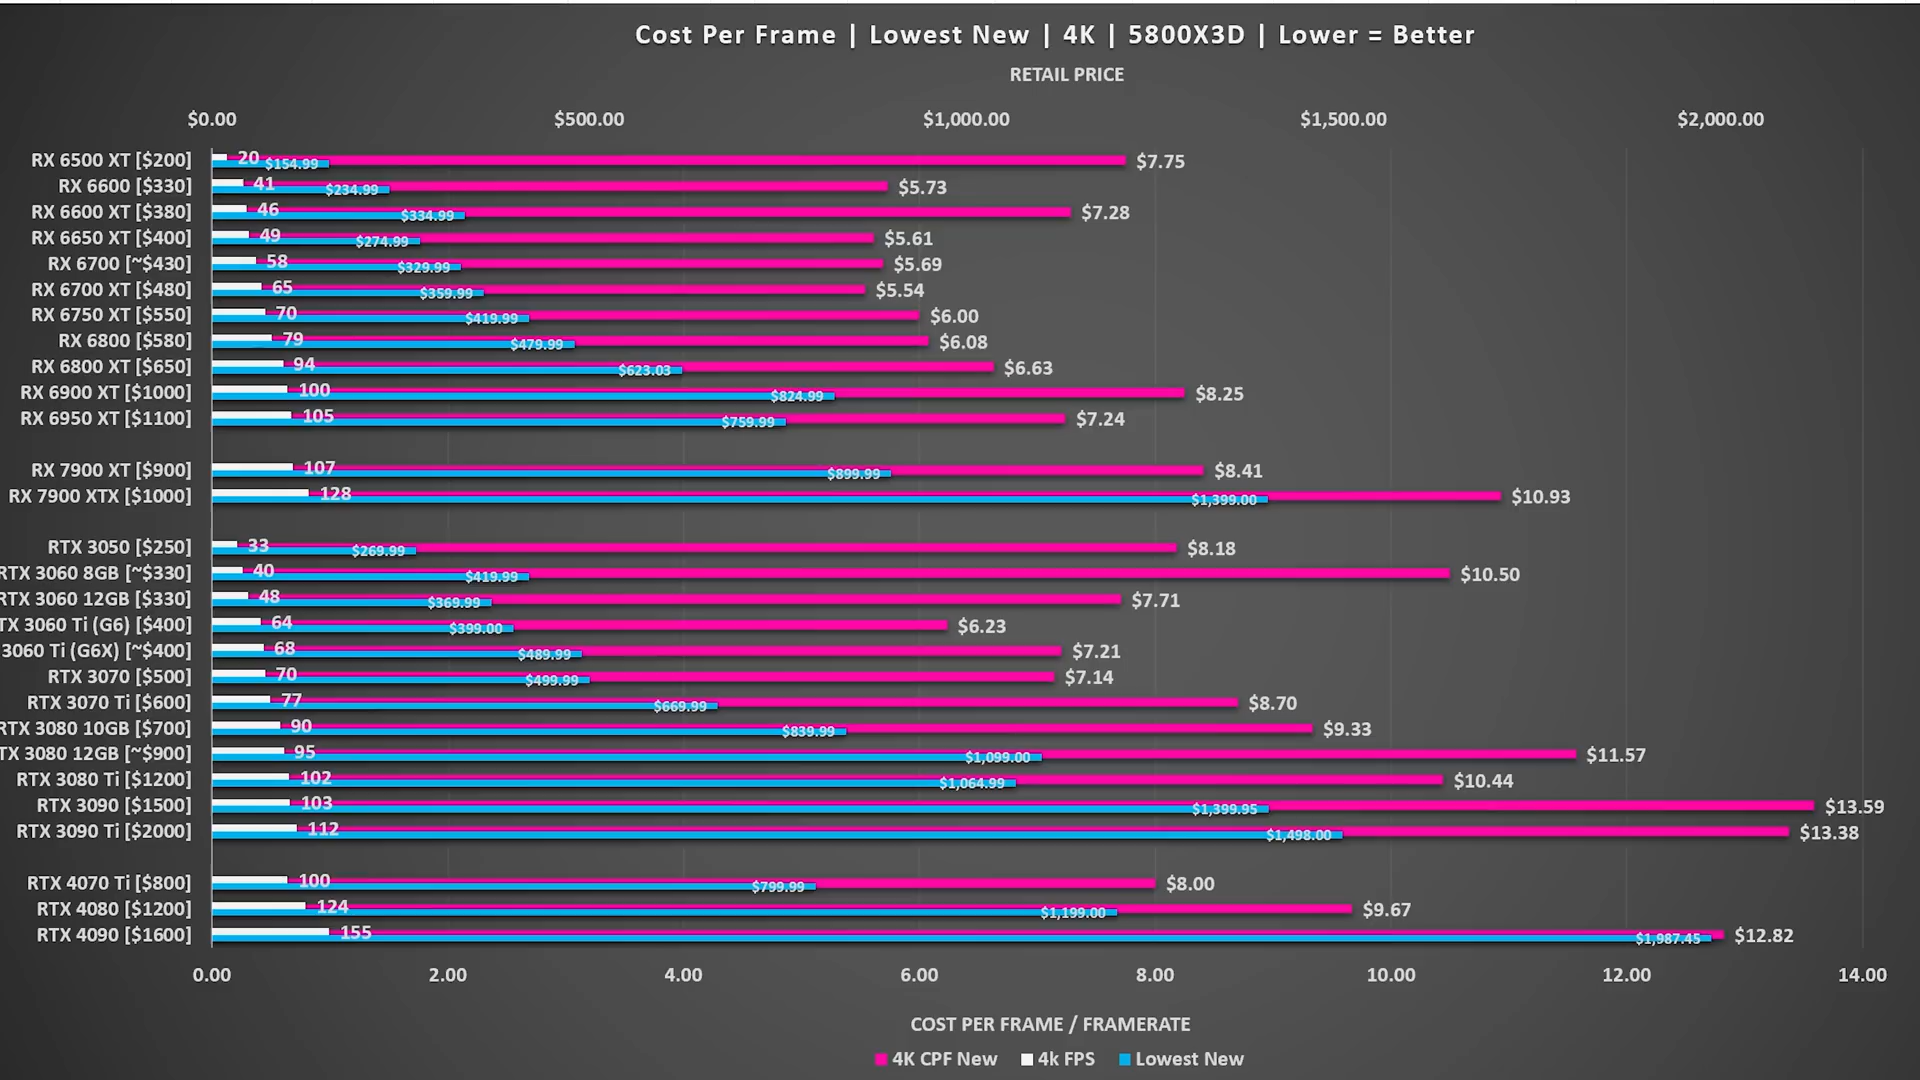 Cost Per Frame | Lowest New | 4K | 5800X3D | Lower = Better
RETAIL PRICE
$0.00 $500.00 $1,000.00 $1,500.00 $2,000.00
RX 6500 XT [$200] 20 $154.99 $7.75
RX 6600 [$330] 41 $234.99 $5.73
RX 6600 XT [$380] 46 $334.99 $7.28
RX 6650 XT [$400] 49 $274.99 $5.61
RX 6700 [~$430] 58 $329.99 $5.69
RX 6700 XT [$480] 65 $359.99 $5.54
RX 6750 XT [$550] 70 $419.99 $6.00
RX 6800 [$580] 79 $479.99 $6.08
RX 6800 XT [$650] 94 $623.03 $6.63
RX 6900 XT [$1000] 100 $824.99 $8.25
RX 6950 XT [$1100] 105 $759.99 $7.24
RX 7900 XT [$900] 107 $899.99 $8.41
RX 7900 XTX [$1000] 128 $1,399.00 $10.93
RTX 3050 [$250] 33 $269.99 $8.18
RTX 3060 8GB [~$330] 40 $419.99 $10.50
RTX 3060 12GB [$330] 48 $369.99 $7.71
TX 3060 Ti (G6) [$400] 64 $399.00 $6.23
3060 Ti (G6X) [~$400] 68 $489.99 $7.21
RTX 3070 [$500] 70 $499.99 $7.14
RTX 3070 Ti [$600] 77 $669.99 $8.70
RTX 3080 10GB [$700] 90 $839.99 $9.33
TX 3080 12GB [~$900] 95 $1,099.00 $11.57
RTX 3080 Ti [$1200] 102 $1,064.99 $10.44
RTX 3090 [$1500] 103 $1,399.95 $13.59
RTX 3090 Ti [$2000] 112 $1,498.00 $13.38
RTX 4070 Ti [$800] 100 $799.99 $8.00
RTX 4080 [$1200] 124 $1,199.00 $9.67
RTX 4090 [$1600] 155 $1,987.45 $12.82
0.00 2.00 4.00 6.00 8.00 10.00 12.00 14.00
COST PER FRAME / FRAMERATE
4K CPF New 4k FPS Lowest New